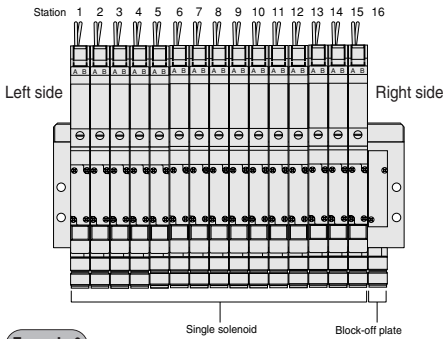 Station 1 2 3 4 5 6 7 8 9 10 11 12 13 14 15 16
A B A B A B A B A B A B A B A B A B A B A B A B A B A B A B
Left side
Right side
Single solenoid
Block-off plate